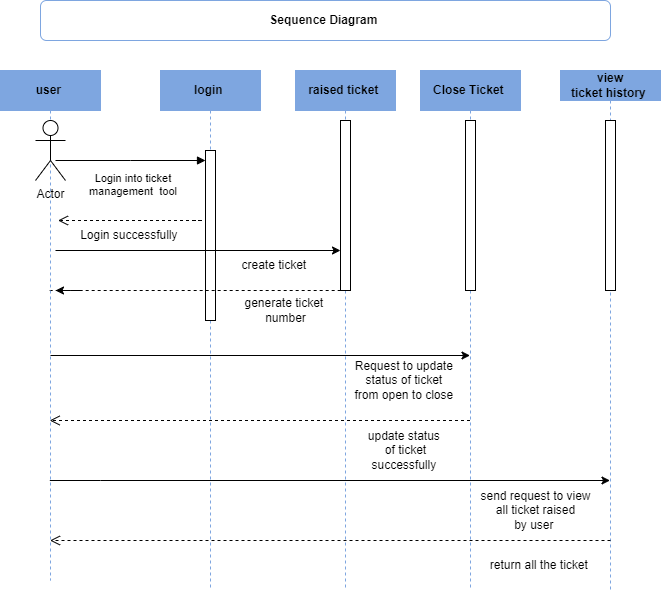 Sequence Diagram
user
login
raised ticket
Close Ticket
view
ticket history
Actor
Login into ticket
management tool
Login successfully
create ticket
generate ticket
number
Request to update
status of ticket
from open to close
update status
of ticket
successfully
send request to view
all ticket raised
by user
return all the ticket